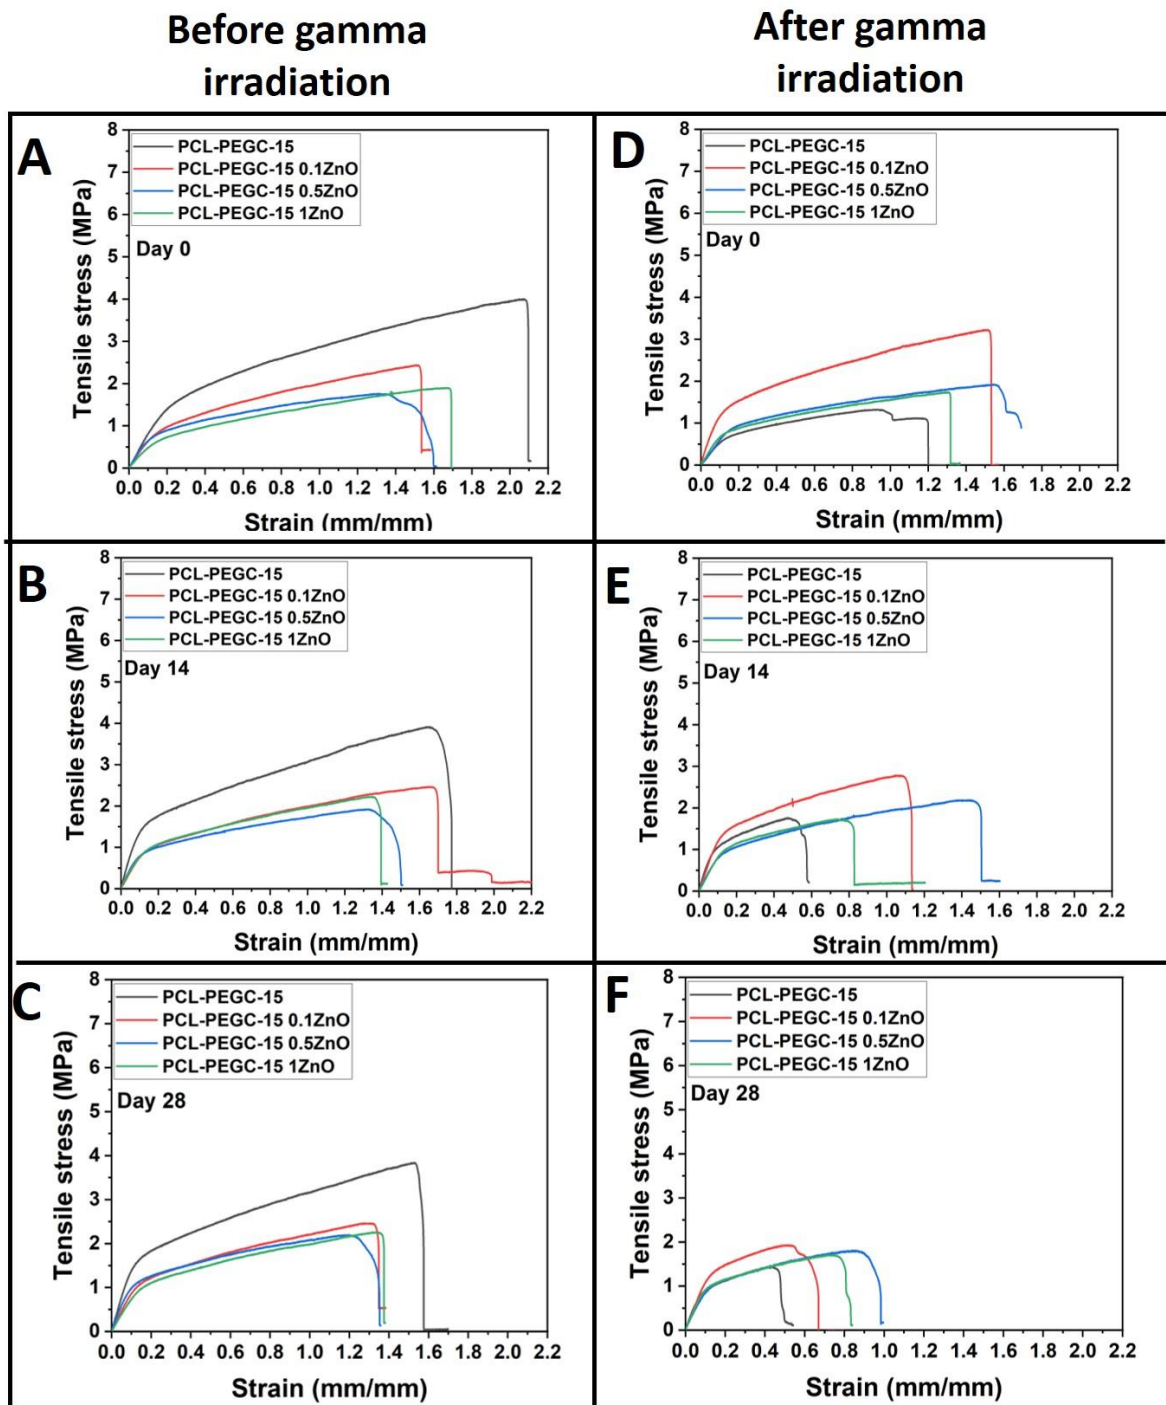 Before gamma
irradiation
After gamma
irradiation
A
Tensile stress (MPa)
8
7
6
5
4
3
2
1
0
PCL-PEGC-15
PCL-PEGC-15 0.1ZnO
PCL-PEGC-15 0.5ZnO
PCL-PEGC-15 1ZnO
Day 0
0.0 0.2 0.4 0.6 0.8 1.0 1.2 1.4 1.6 1.8 2.0 2.2
Strain (mm/mm)
D
Tensile stress (MPa)
8
7
6
5
4
3
2
1
0
PCL-PEGC-15
PCL-PEGC-15 0.1ZnO
PCL-PEGC-15 0.5ZnO
PCL-PEGC-15 1ZnO
Day 0
0.0 0.2 0.4 0.6 0.8 1.0 1.2 1.4 1.6 1.8 2.0 2.2
Strain (mm/mm)
B
Tensile stress (MPa)
8
7
6
5
4
3
2
1
0
PCL-PEGC-15
PCL-PEGC-15 0.1ZnO
PCL-PEGC-15 0.5ZnO
PCL-PEGC-15 1ZnO
Day 14
0.0 0.2 0.4 0.6 0.8 1.0 1.2 1.4 1.6 1.8 2.0 2.2
Strain (mm/mm)
E
Tensile stress (MPa)
8
7
6
5
4
3
2
1
0
PCL-PEGC-15
PCL-PEGC-15 0.1ZnO
PCL-PEGC-15 0.5ZnO
PCL-PEGC-15 1ZnO
Day 14
0.0 0.2 0.4 0.6 0.8 1.0 1.2 1.4 1.6 1.8 2.0 2.2
Strain (mm/mm)
C
Tensile stress (MPa)
8
7
6
5
4
3
2
1
0
PCL-PEGC-15
PCL-PEGC-15 0.1ZnO
PCL-PEGC-15 0.5ZnO
PCL-PEGC-15 1ZnO
Day 28
0.0 0.2 0.4 0.6 0.8 1.0 1.2 1.4 1.6 1.8 2.0 2.2
Strain (mm/mm)
F
Tensile stress (MPa)
8
7
6
5
4
3
2
1
0
PCL-PEGC-15
PCL-PEGC-15 0.1ZnO
PCL-PEGC-15 0.5ZnO
PCL-PEGC-15 1ZnO
Day 28
0.0 0.2 0.4 0.6 0.8 1.0 1.2 1.4 1.6 1.8 2.0 2.2
Strain (mm/mm)